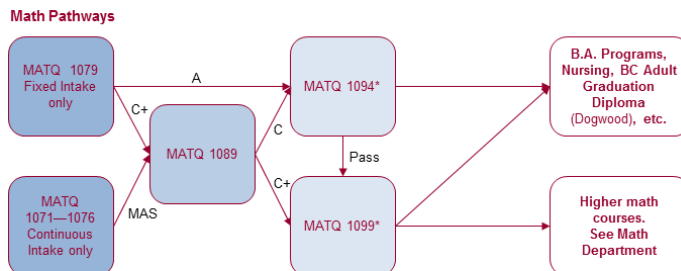 Math Pathways
MATQ 1079
Fixed Intake
only
A
C+
MATQ 1089
MATQ
1071—1076
Continuous
Intake only
MAS
C
C+
MATQ 1094*
Pass
MATQ 1099*
B.A. Programs,
Nursing, BC Adult
Graduation
Diploma
(Dogwood), etc.
Higher math
courses.
See Math
Department